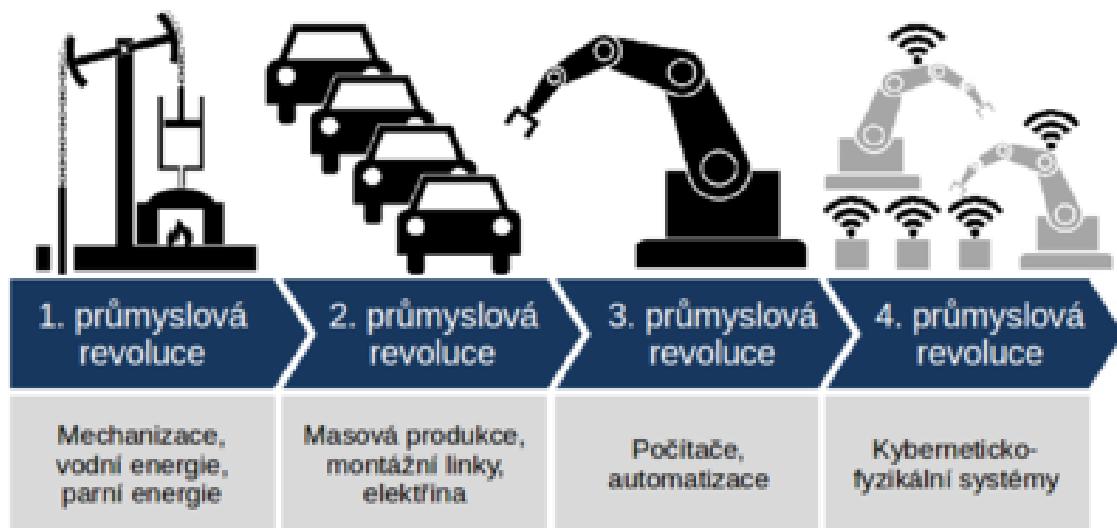 1. průmyslová
revoluce
2. průmyslová
revoluce
3. průmyslová
revoluce
4. průmyslová
revoluce
Mechanizace,
vodní energie,
parní energie
Masová produkce,
montážní linky,
elektřina
Počítače,
automatizace
Kyberneticko-
fyzikální systémy